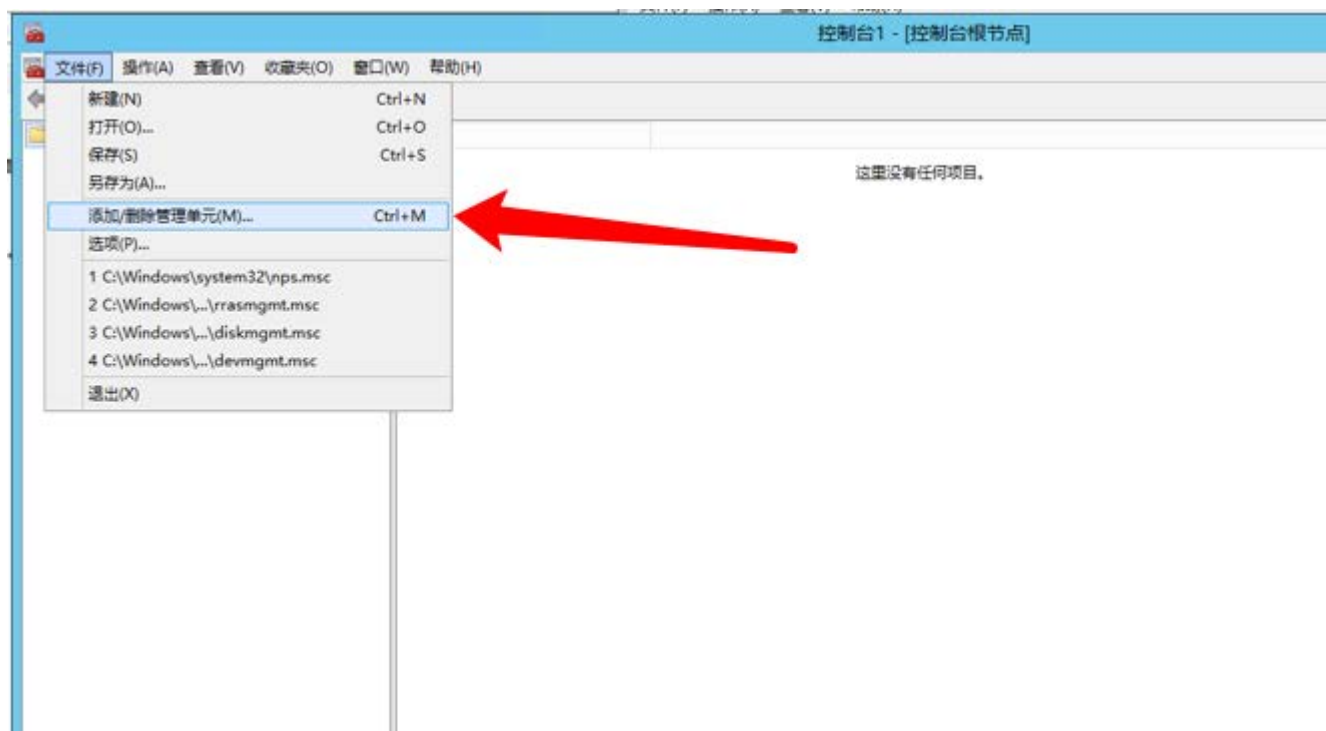 控制台1 - [控制台根节点]
文件(F) 操作(A) 查看(V) 收藏夹(O) 窗口(W) 帮助(H)
新建(N) Ctrl+N
打开(O)... Ctrl+O
保存(S) Ctrl+S
另存为(A)...
这里没有任何项目。
添加/删除管理单元(M)... Ctrl+M
选项(P)...
1 C:\Windows\system32\nps.msc
2 C:\Windows\...\rrasmgmt.msc
3 C:\Windows\...\diskmgmt.msc
4 C:\Windows\...\devmgmt.msc
退出(X)